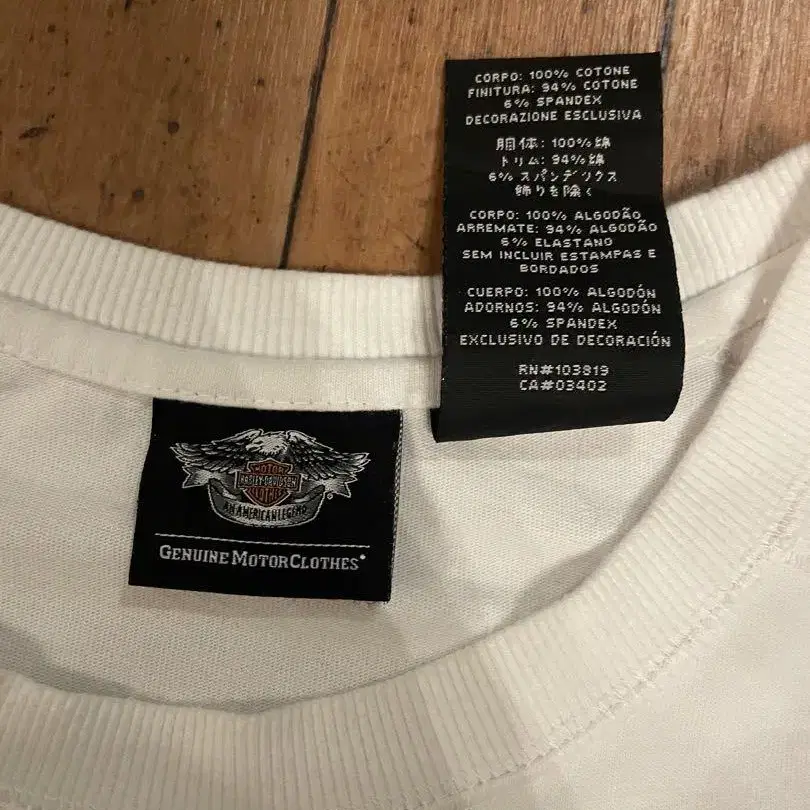 CORPO: 100% COTONE
FINITURA: 94% COTONE
6% SPANDEX
DECORAZIONE ESCLUSIVA
胴体: 100% 綿
トリム: 94% 綿
6% スパンデックス
飾りを除く
CORPO: 100% ALGODÃO
ARREMATE: 94% ALGODÃO
6% ELASTANO
SEM INCLUIR ESTAMPAS E
BORDADOS
CUERPO: 100% ALGODÓN
ADORNOS: 94% ALGODÓN
6% SPANDEX
EXCLUSIVO DE DECORACIÓN
RN#103819
CA#03402
MOTOR
HARLEY-DAVIDSON
CLOTHES
AN AMERICAN LEGEND
GENUINE MOTORCLOTHES®